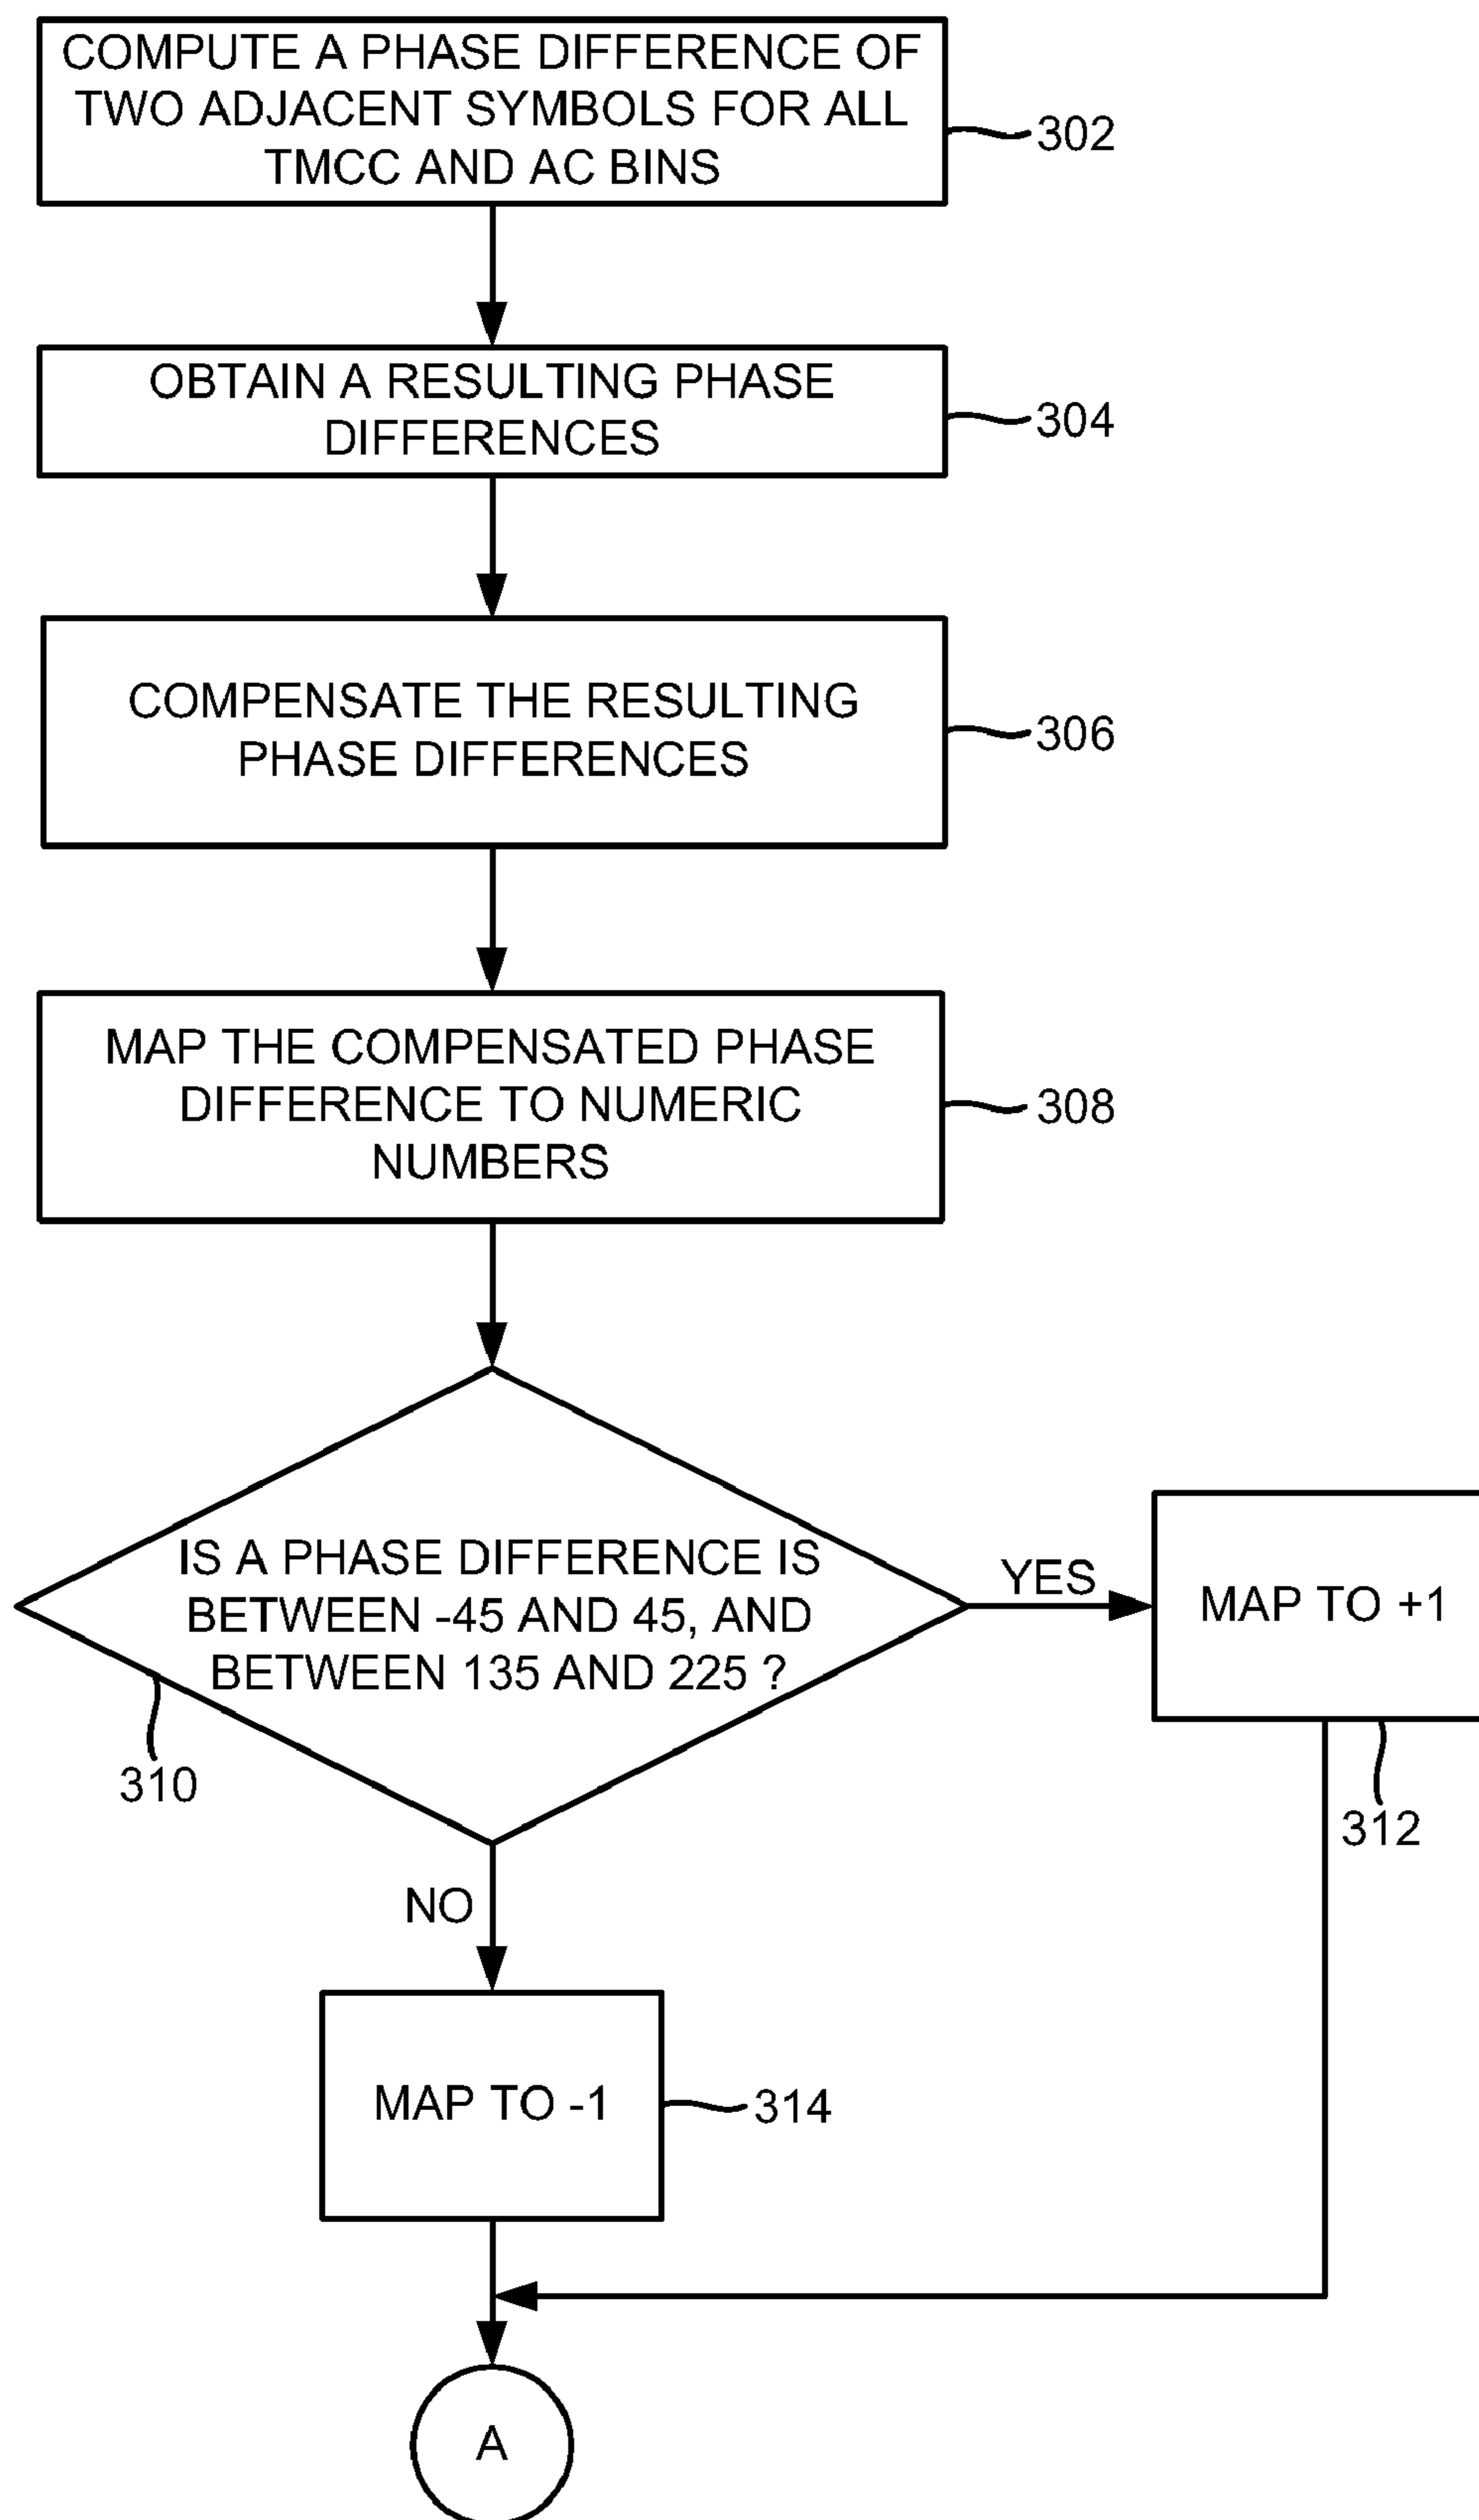 COMPUTE A PHASE DIFFERENCE OF
TWO ADJACENT SYMBOLS FOR ALL
TMCC AND AC BINS
302
OBTAIN A RESULTING PHASE
DIFFERENCES
304
COMPENSATE THE RESULTING
PHASE DIFFERENCES
306
MAP THE COMPENSATED PHASE
DIFFERENCE TO NUMERIC
NUMBERS
308
IS A PHASE DIFFERENCE IS
BETWEEN -45 AND 45, AND
BETWEEN 135 AND 225 ?
310
YES
MAP TO +1
312
NO
MAP TO -1
314
A